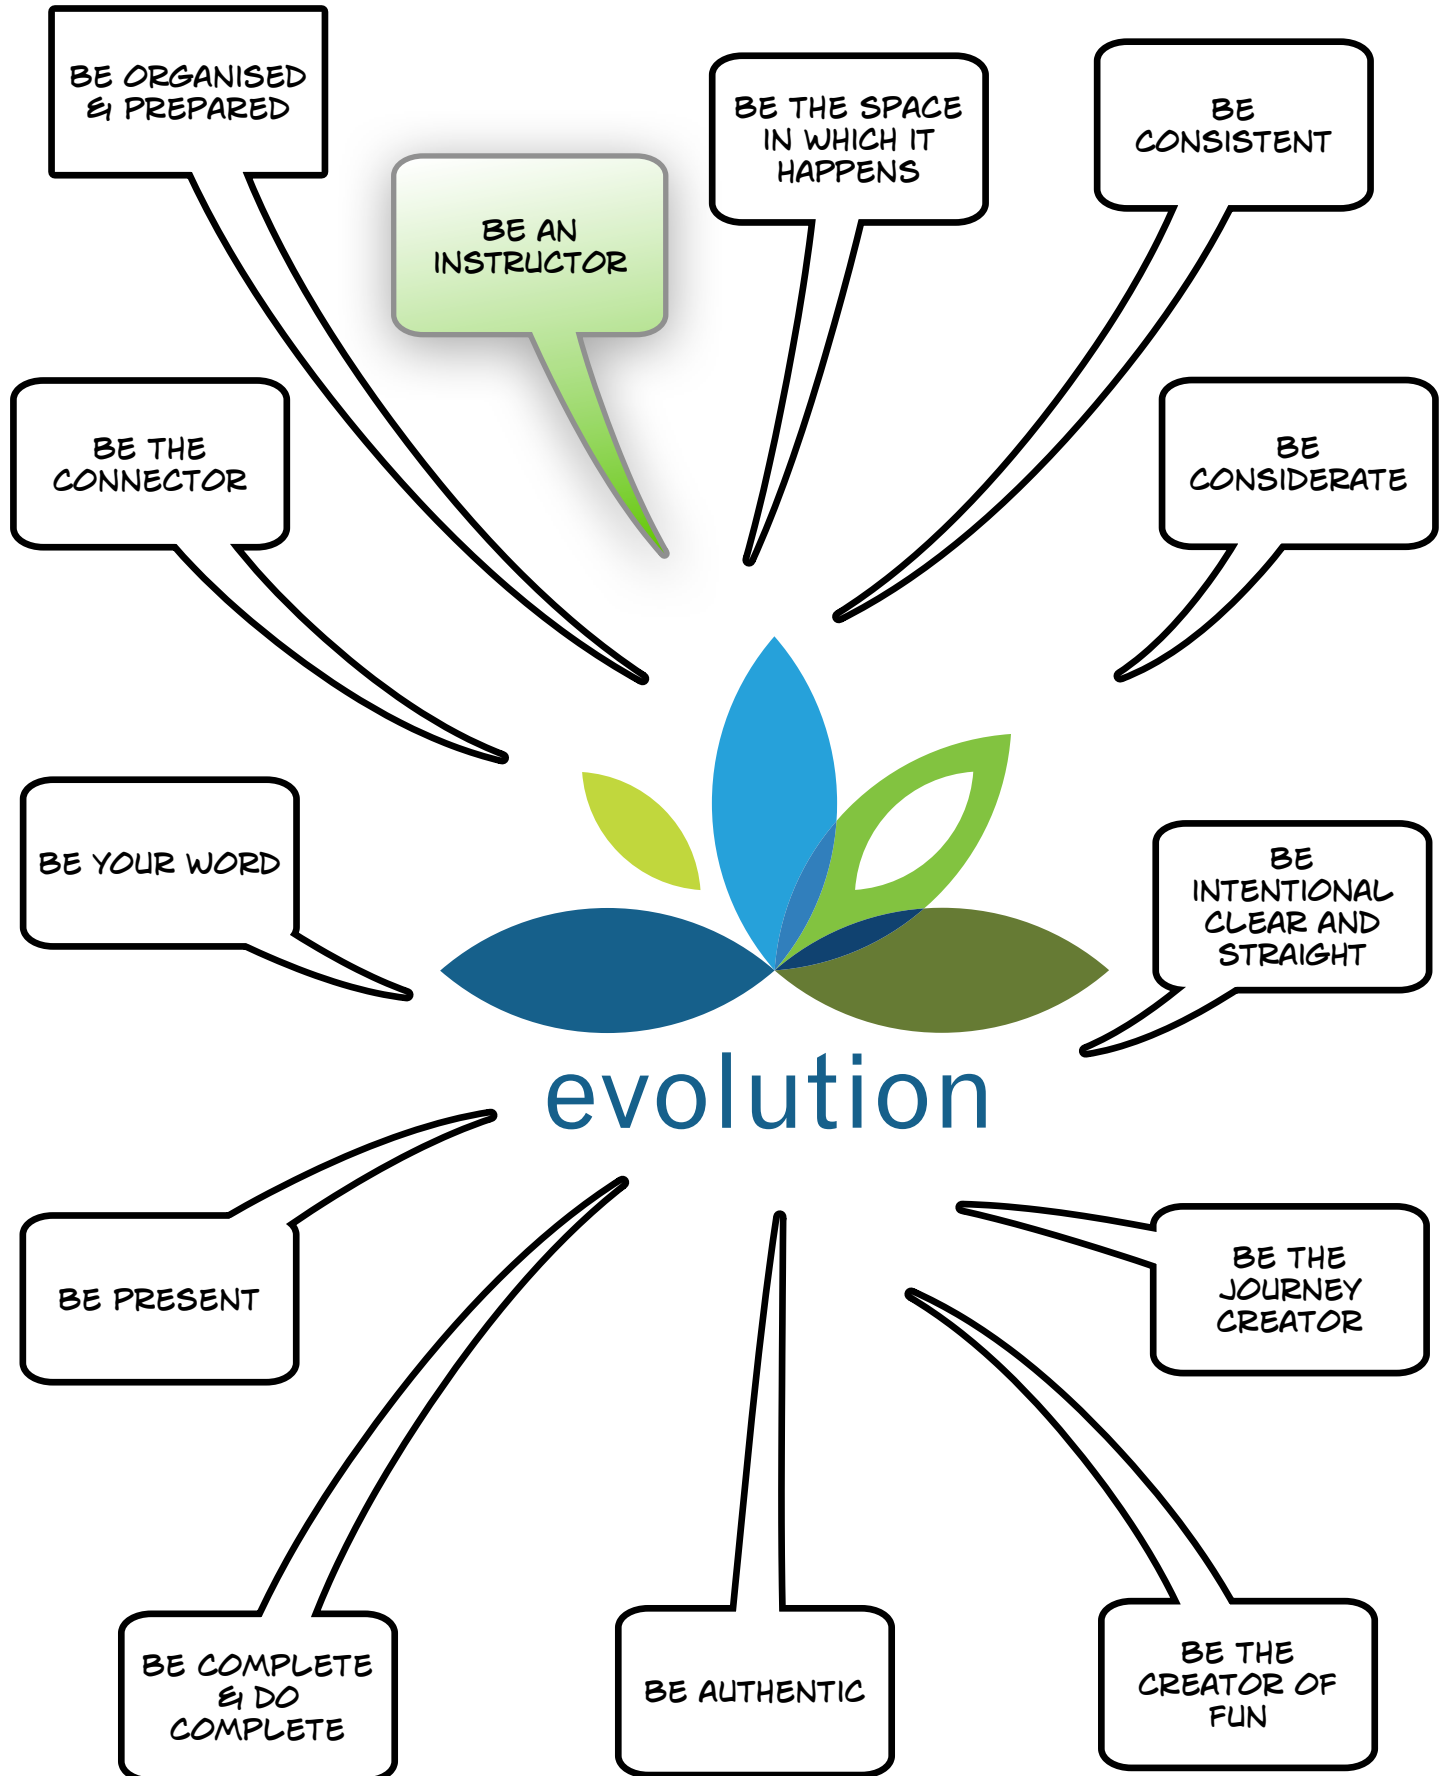 BE ORGANISED
& PREPARED
BE AN
INSTRUCTOR
BE THE SPACE
IN WHICH IT
HAPPENS
BE
CONSISTENT
BE THE
CONNECTOR
BE
CONSIDERATE
BE YOUR WORD
BE
INTENTIONAL
CLEAR AND
STRAIGHT
evolution
BE PRESENT
BE THE
JOURNEY
CREATOR
BE COMPLETE
& DO
COMPLETE
BE AUTHENTIC
BE THE
CREATOR OF
FUN